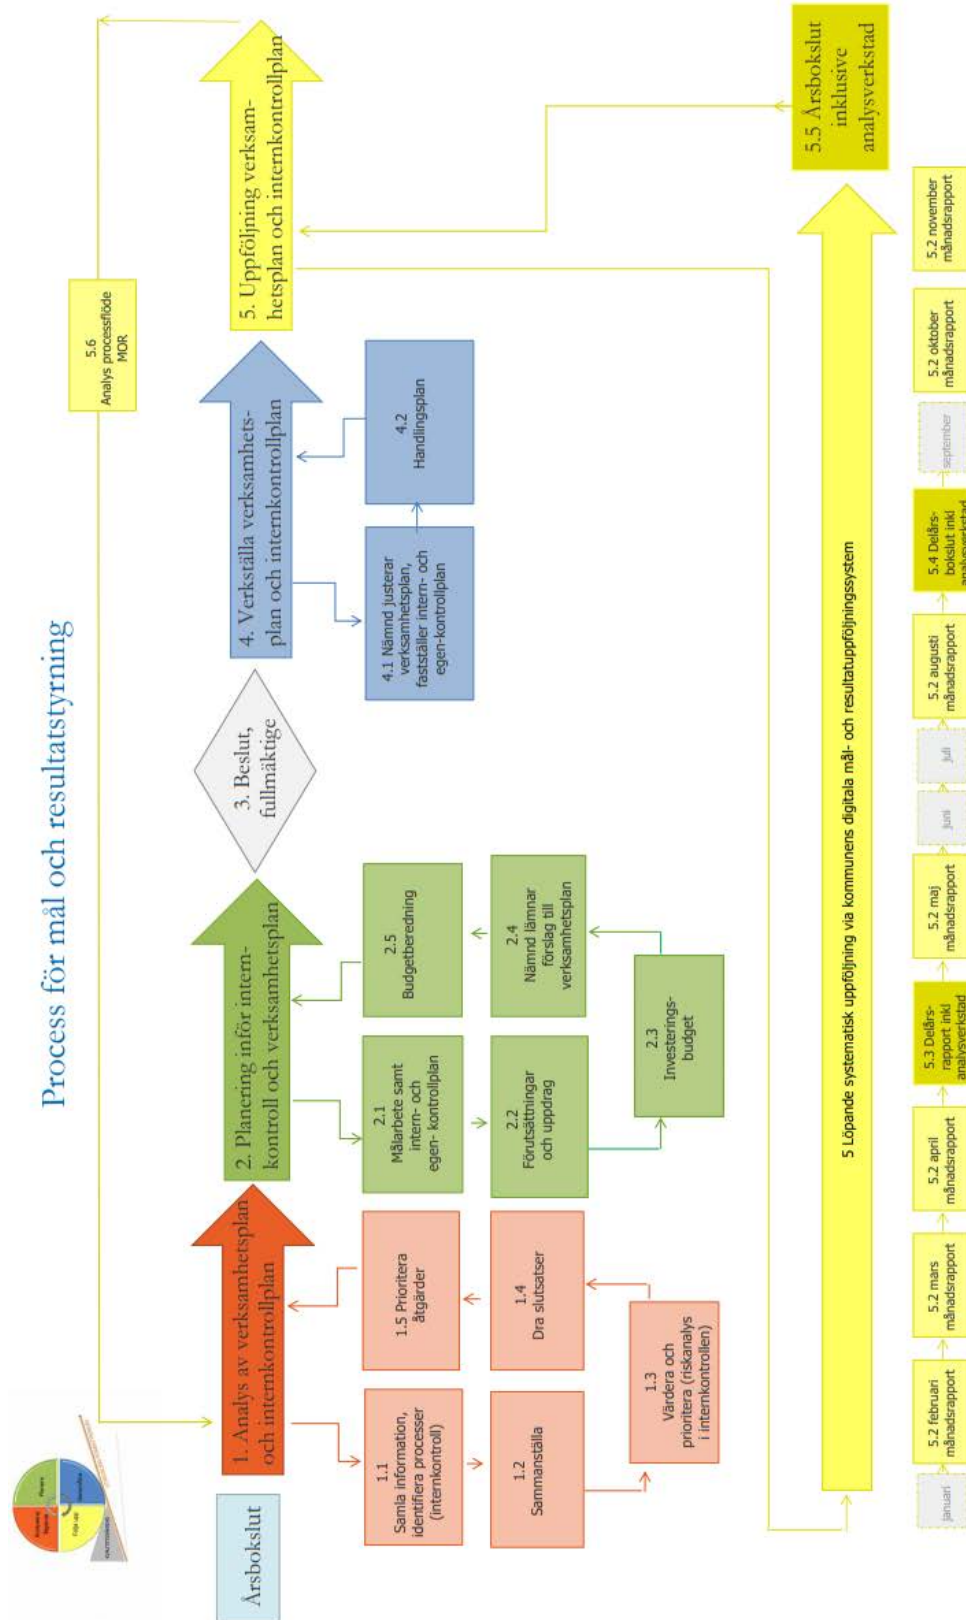 Process för mål och resultatstyrning
5.6
Analys processflöde
MOR
Årsbokslut
1. Analys av verksamhetsplan
och internkontrollplan
2. Planering inför intern-
kontroll och verksamhetsplan
3. Beslut,
fullmäktige
4. Verkställa verksamhets-
plan och internkontrollplan
5. Uppföljning verksam-
hetsplan och internkontrollplan
1.1
Samla information,
identifiera processer
(internkontroll)
1.2
Sammanställa
1.3
Värdera och
prioritera (riskanalys
i internkontrollen)
1.4
Dra slutsatser
1.5 Prioritera
åtgärder
2.1
Målarbete samt
intern- och
egen- kontrollplan
2.2
Förutsättningar
och uppdrag
2.3
Investerings-
budget
2.4
Nämnd lämnar
förslag till
verksamhetsplan
2.5
Budgetberedning
4.1 Nämnd justerar
verksamhetsplan,
fastställer intern- och
egen-kontrollplan
4.2
Handlingsplan
5.5 Årsbokslut
inklusive
analysverkstad
5 Löpande systematisk uppföljning via kommunens digitala mål- och resultatuppföljningssystem
januari
5.2 februari
månadsrapport
5.2 mars
månadsrapport
5.2 april
månadsrapport
5.3 Delårs-
rapport inkl
analysverkstad
5.2 maj
månadsrapport
juni
juli
5.2 augusti
månadsrapport
5.4 Delårs-
bokslut inkl
analysverkstad
september
5.2 oktober
månadsrapport
5.2 november
månadsrapport